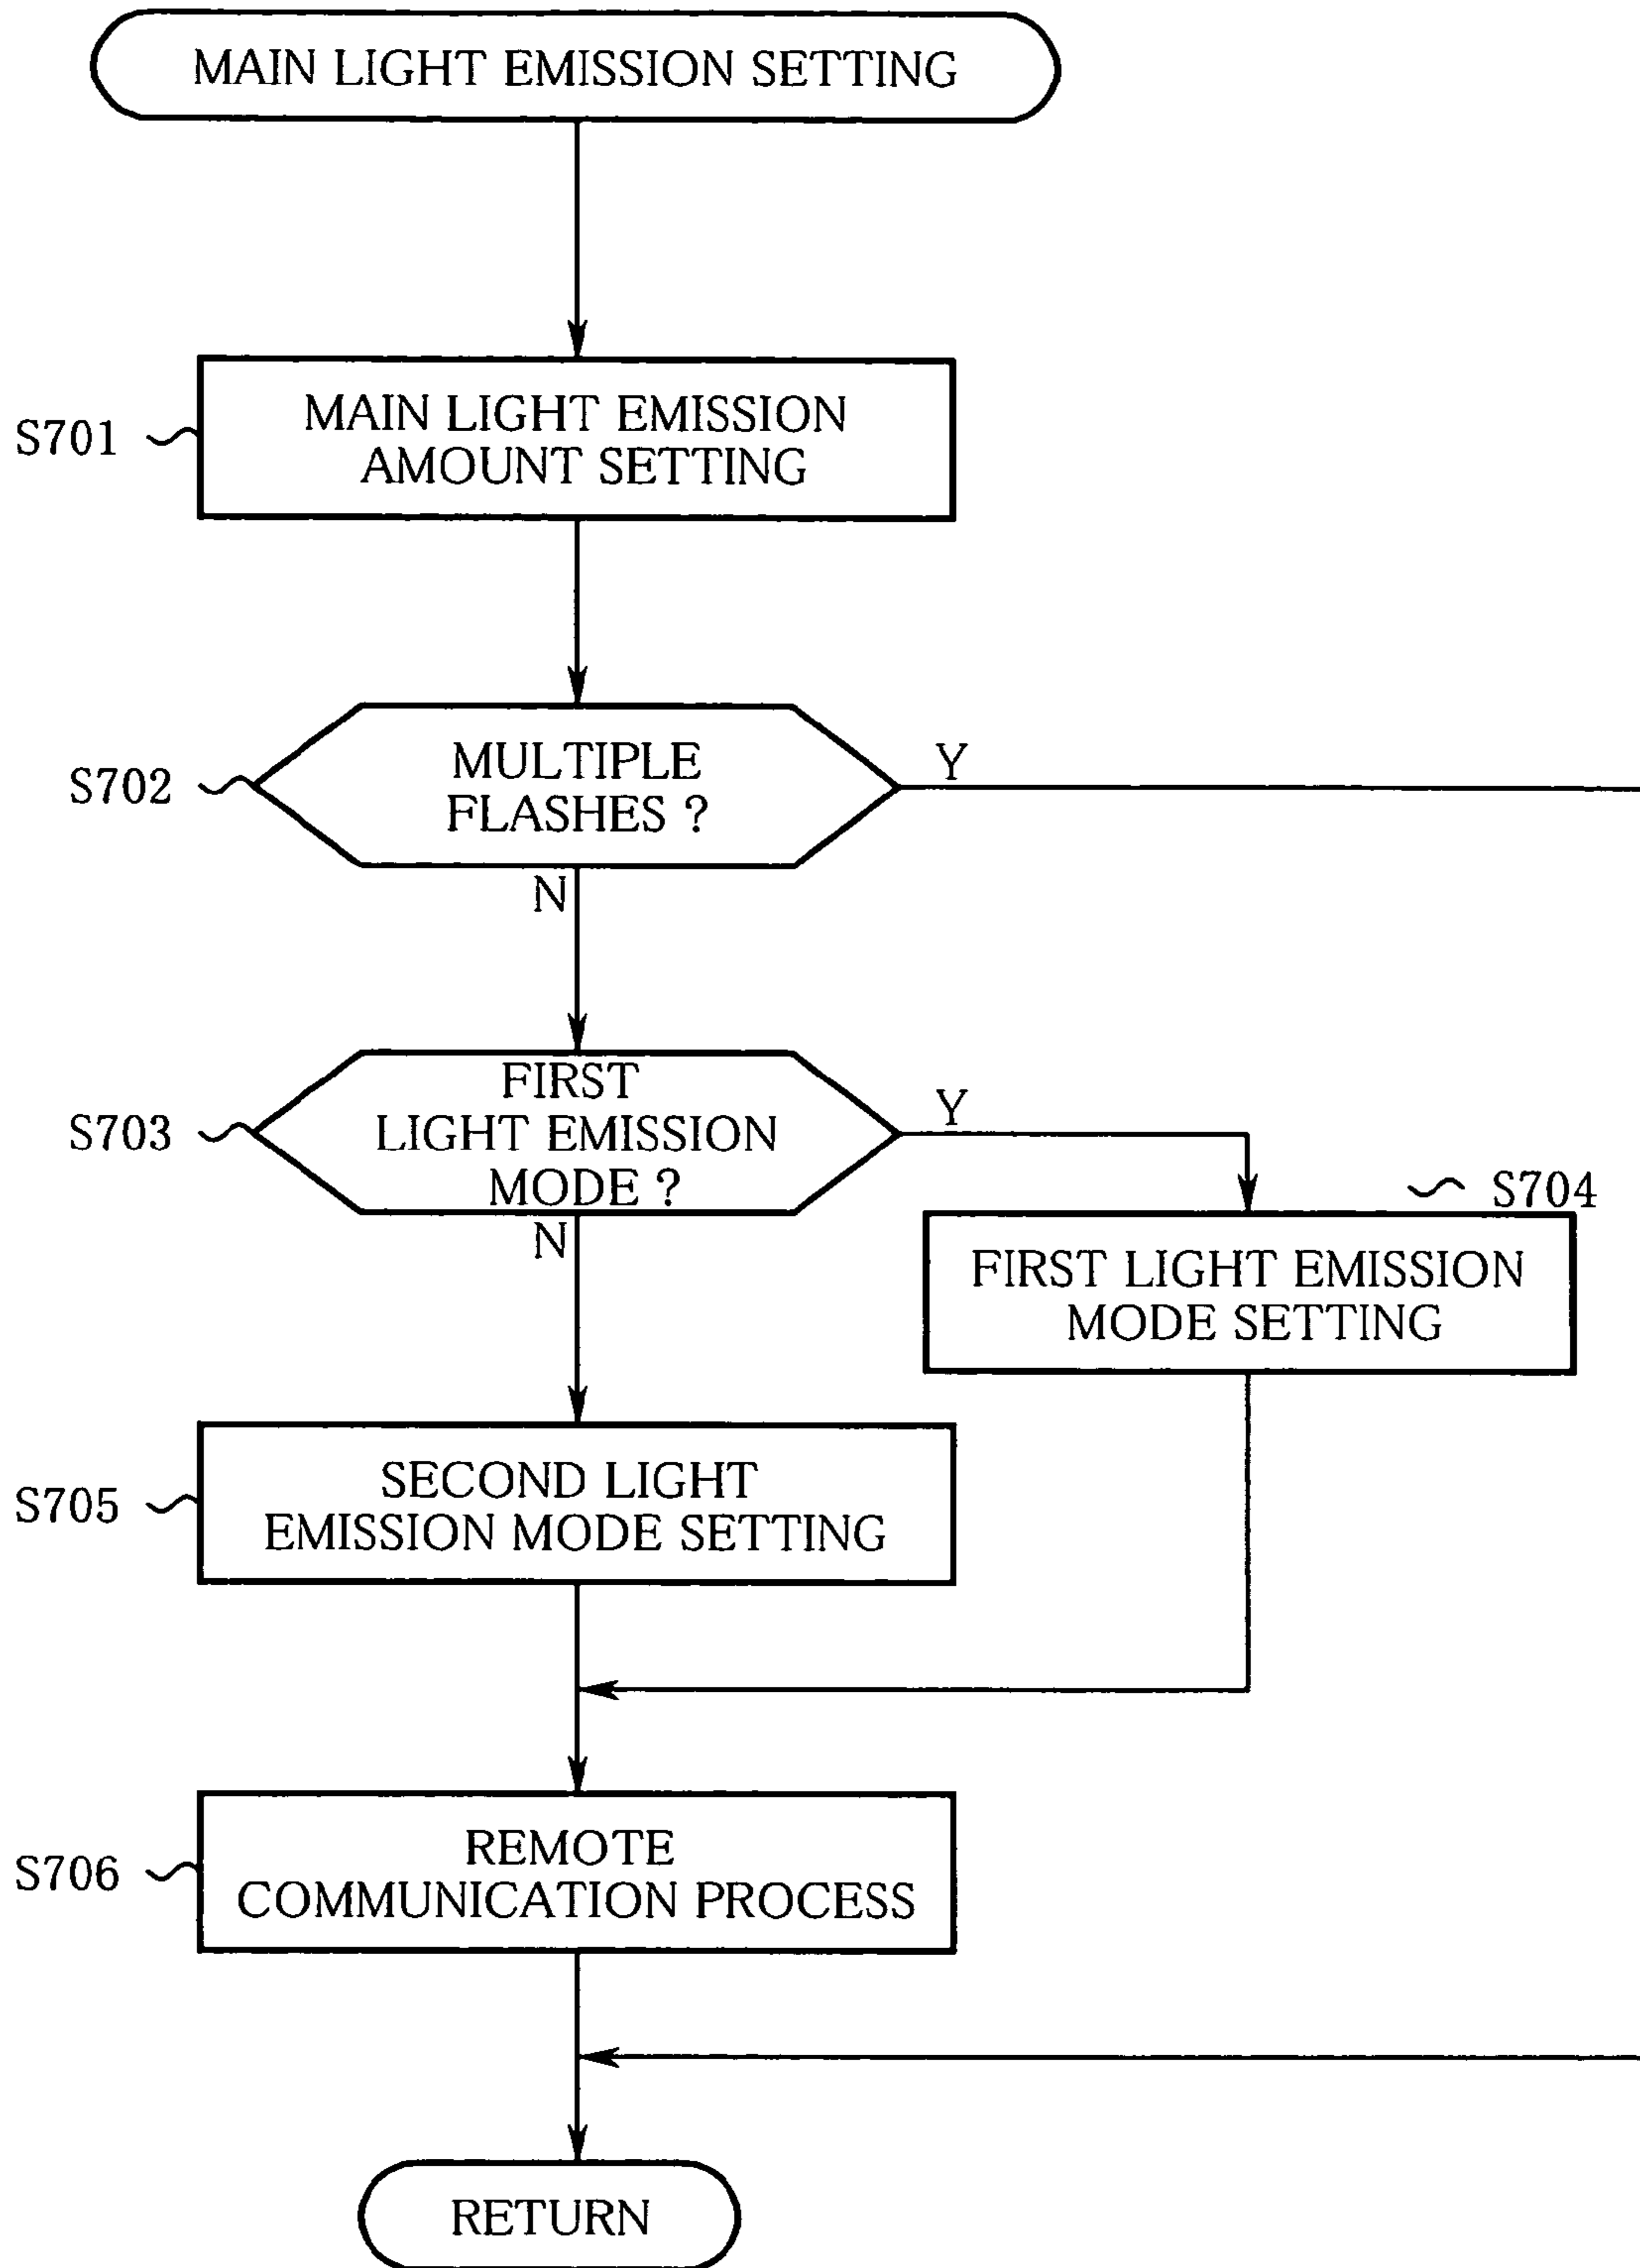 MAIN LIGHT EMISSION SETTING
S701
MAIN LIGHT EMISSION
AMOUNT SETTING
S702
MULTIPLE
FLASHES ?
Y
N
S703
FIRST
LIGHT EMISSION
MODE ?
Y
N
S704
FIRST LIGHT EMISSION
MODE SETTING
S705
SECOND LIGHT
EMISSION MODE SETTING
S706
REMOTE
COMMUNICATION PROCESS
RETURN